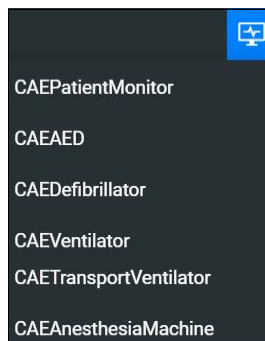 CAEPatientMonitor
CAEAED
CAEDefibrillator
CAEVentilator
CAETransportVentilator
CAEAnesthesiaMachine